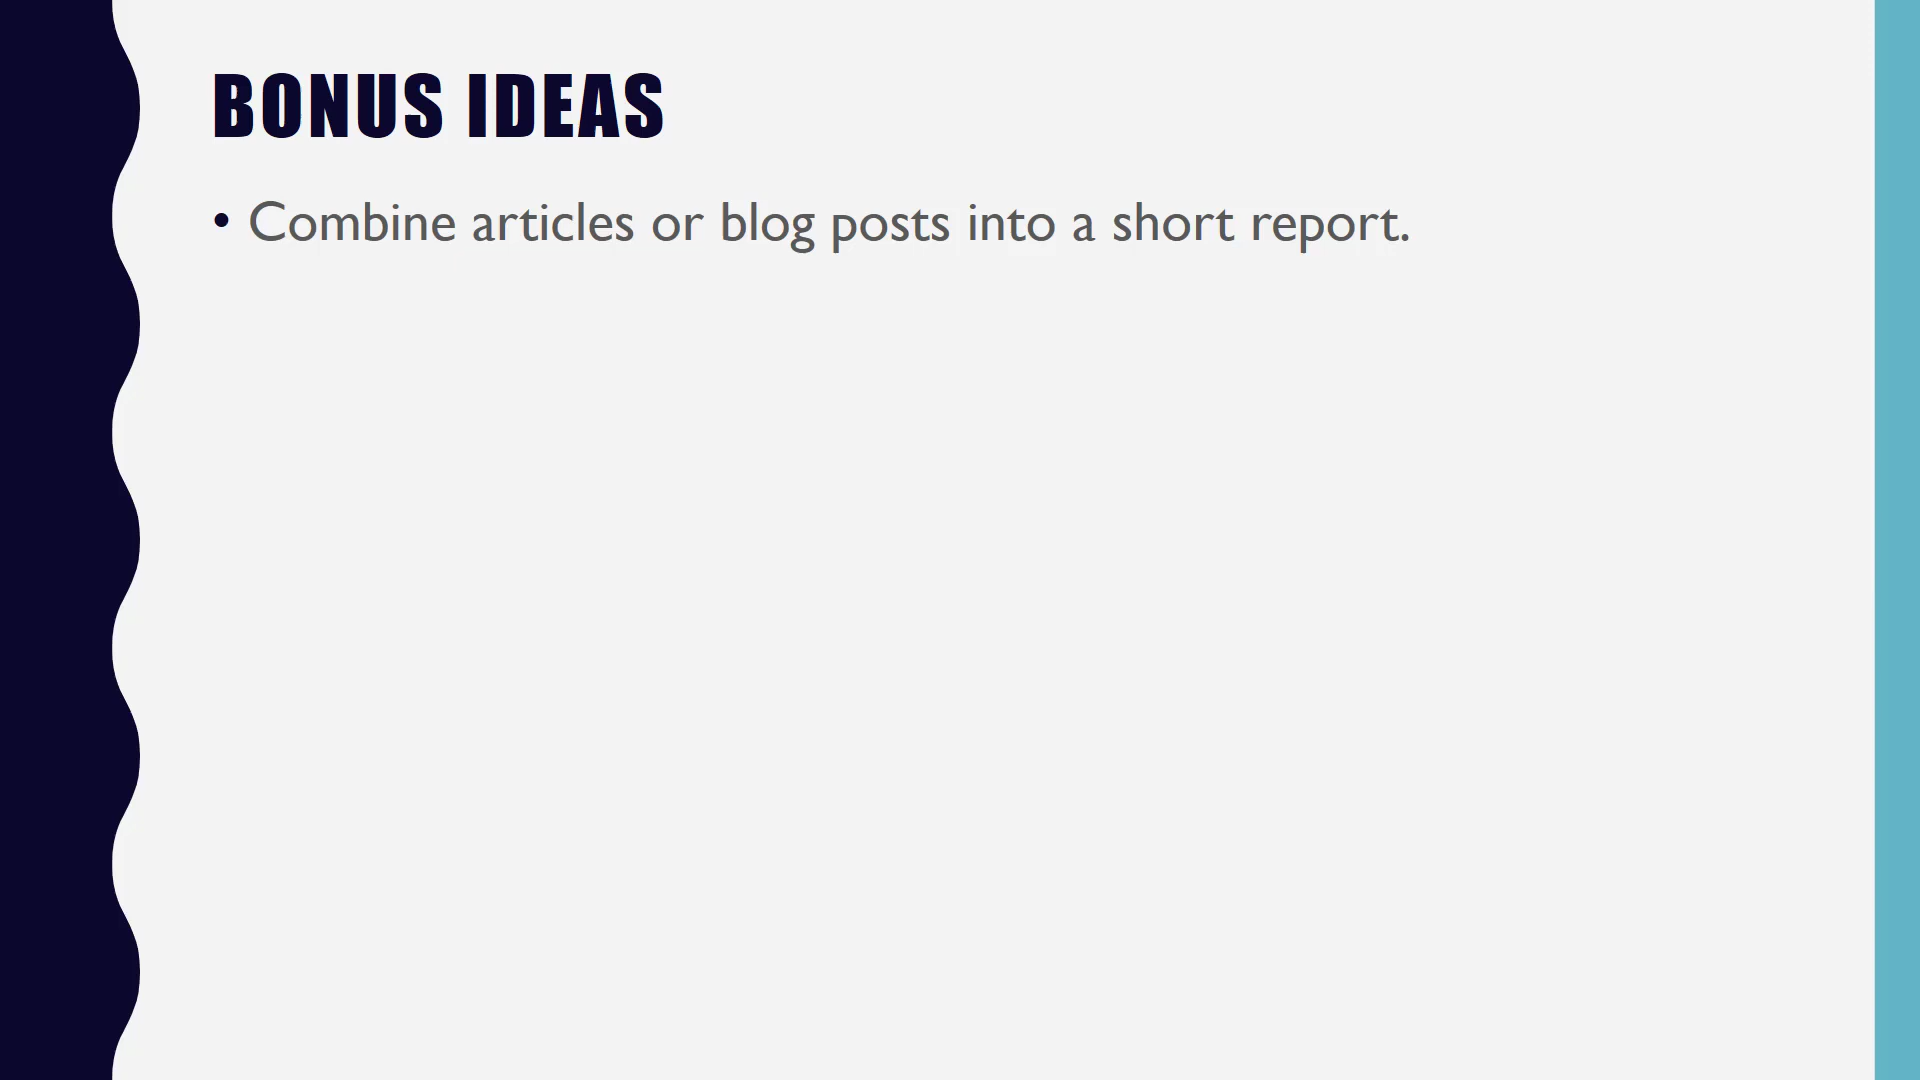 BONUS IDEAS
• Combine articles or blog posts into a short report.